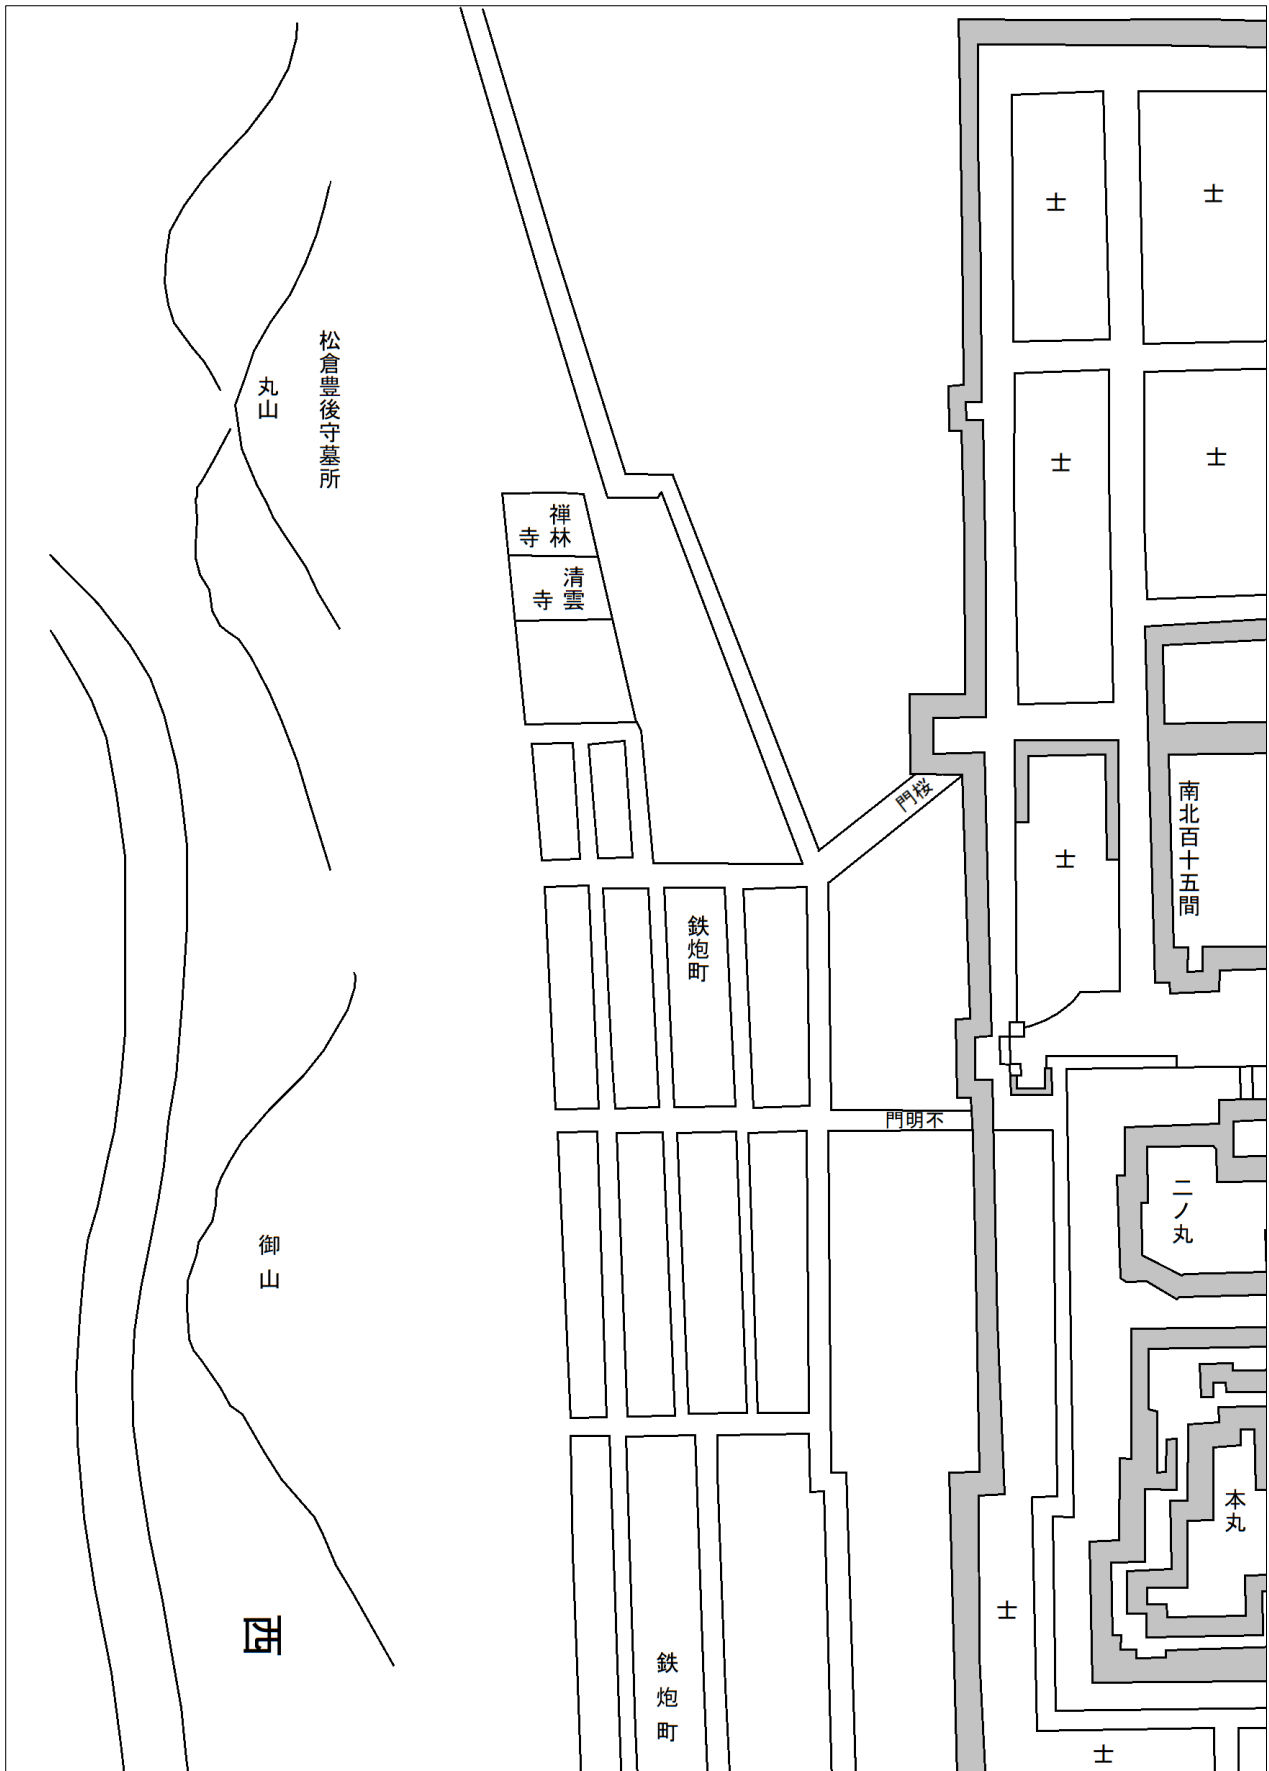 士
士
松倉豊後守墓所
丸山
士
士
禅林
寺
清雲
寺
門桜
南北百十五間
士
鉄炮町
門明不
二ノ丸
御山
本丸
士
西
鉄炮町
士